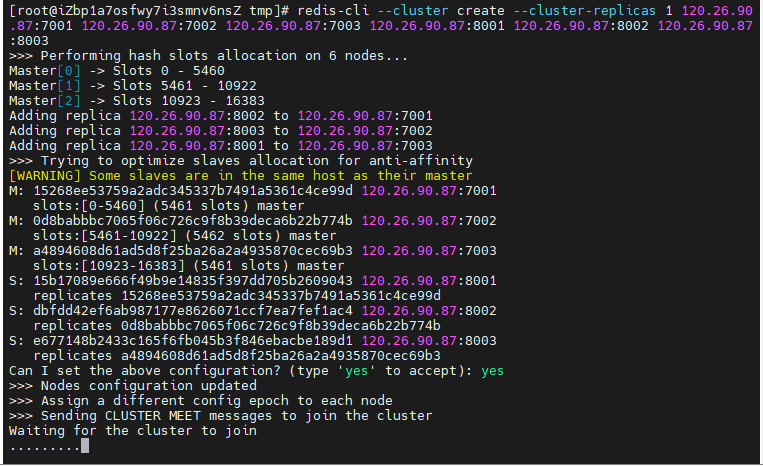 [root@iZbp1a7osfwy7i3smnv6nsZ tmp]# redis-cli --cluster create --cluster-replicas 1 120.26.90
.87:7001 120.26.90.87:7002 120.26.90.87:7003 120.26.90.87:8001 120.26.90.87:8002 120.26.90.87
:8003
>>> Performing hash slots allocation on 6 nodes...
Master[0] -> Slots 0 - 5460
Master[1] -> Slots 5461 - 10922
Master[2] -> Slots 10923 - 16383
Adding replica 120.26.90.87:8002 to 120.26.90.87:7001
Adding replica 120.26.90.87:8003 to 120.26.90.87:7002
Adding replica 120.26.90.87:8001 to 120.26.90.87:7003
>>> Trying to optimize slaves allocation for anti-affinity
[WARNING] Some slaves are in the same host as their master
M: 15268ee53759a2adc345337b7491a5361c4ce99d 120.26.90.87:7001
   slots:[0-5460] (5461 slots) master
M: 0d8babbbc7065f06c726c9f8b39deca6b22b774b 120.26.90.87:7002
   slots:[5461-10922] (5462 slots) master
M: a4894608d61ad5d8f25ba26a2a4935870cec69b3 120.26.90.87:7003
   slots:[10923-16383] (5461 slots) master
S: 15b17089e666f49b9e14835f397dd705b2609043 120.26.90.87:8001
   replicates 15268ee53759a2adc345337b7491a5361c4ce99d
S: dbfdd42ef6ab987177e8626071ccf7ea7fef1ac4 120.26.90.87:8002
   replicates 0d8babbbc7065f06c726c9f8b39deca6b22b774b
S: e677148b2433c165f6fb045b3f846ebacbe189d1 120.26.90.87:8003
   replicates a4894608d61ad5d8f25ba26a2a4935870cec69b3
Can I set the above configuration? (type 'yes' to accept): yes
>>> Nodes configuration updated
>>> Assign a different config epoch to each node
>>> Sending CLUSTER MEET messages to join the cluster
Waiting for the cluster to join
.........